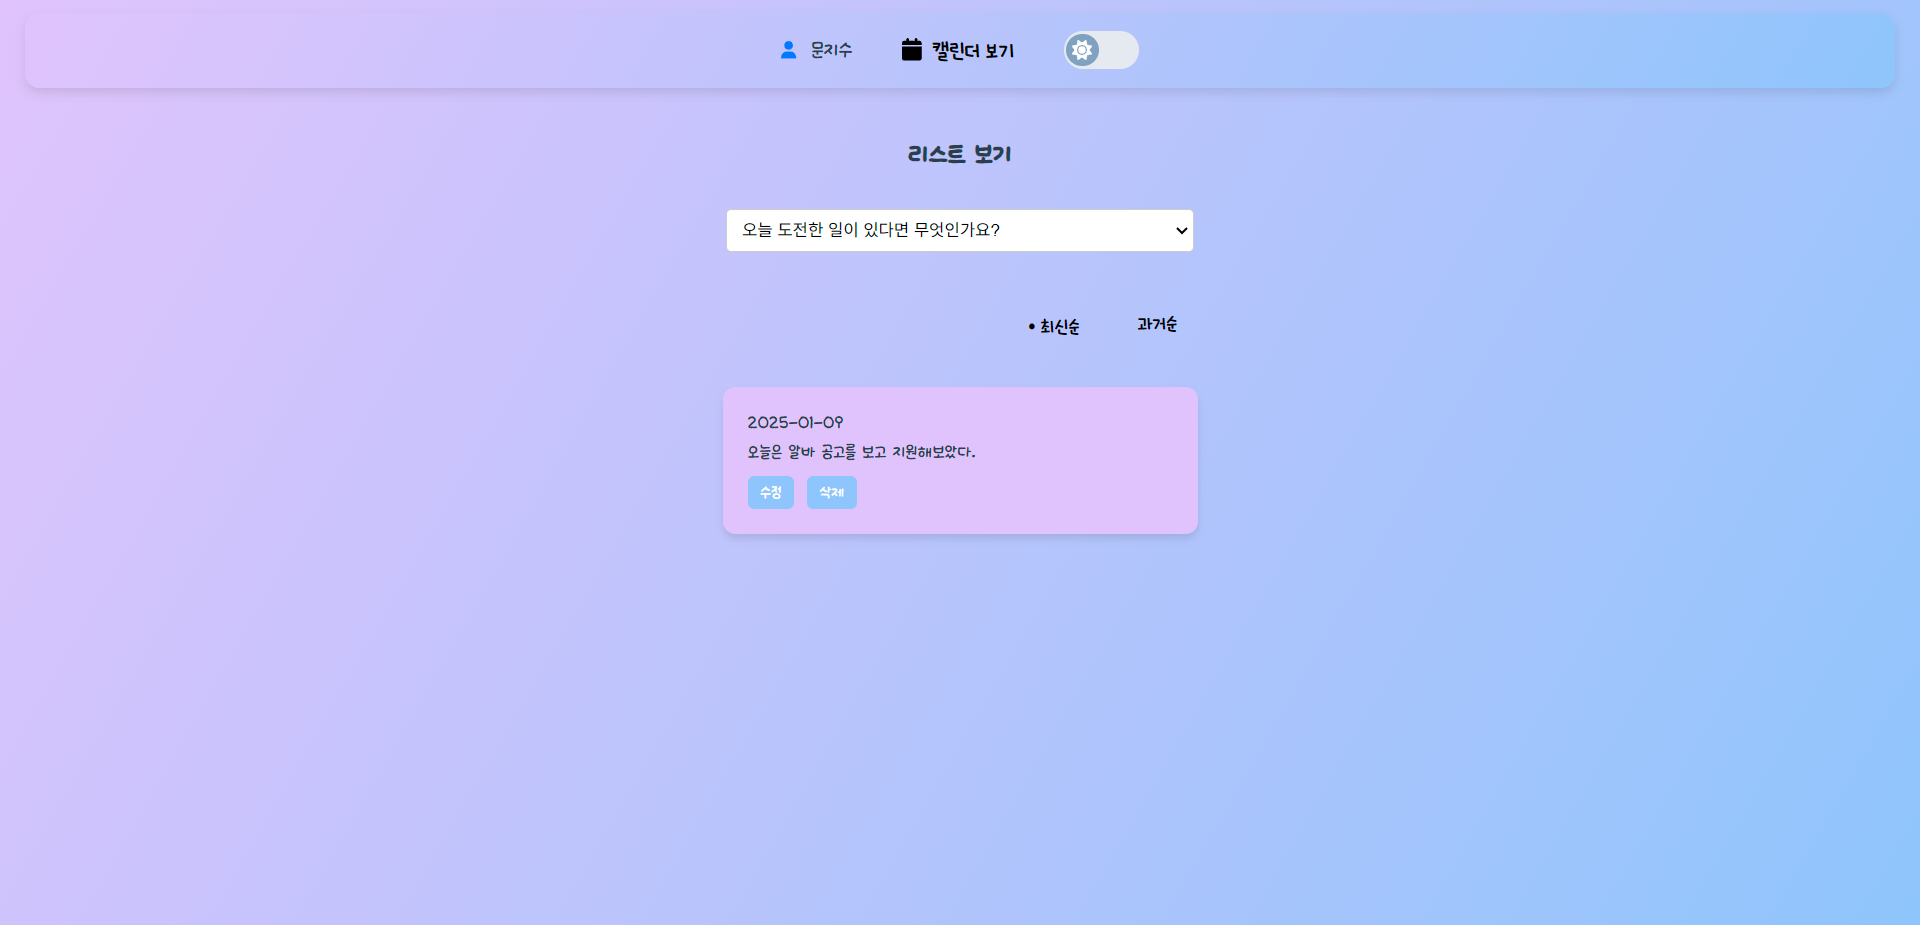 문지수 캘린더 보기
리스트 보기
오늘 도전한 일이 있다면 무엇인가요?
• 최신순 과거순
2025-01-09
오늘은 알바 공고를 보고 지원해보았다.
수정 삭제